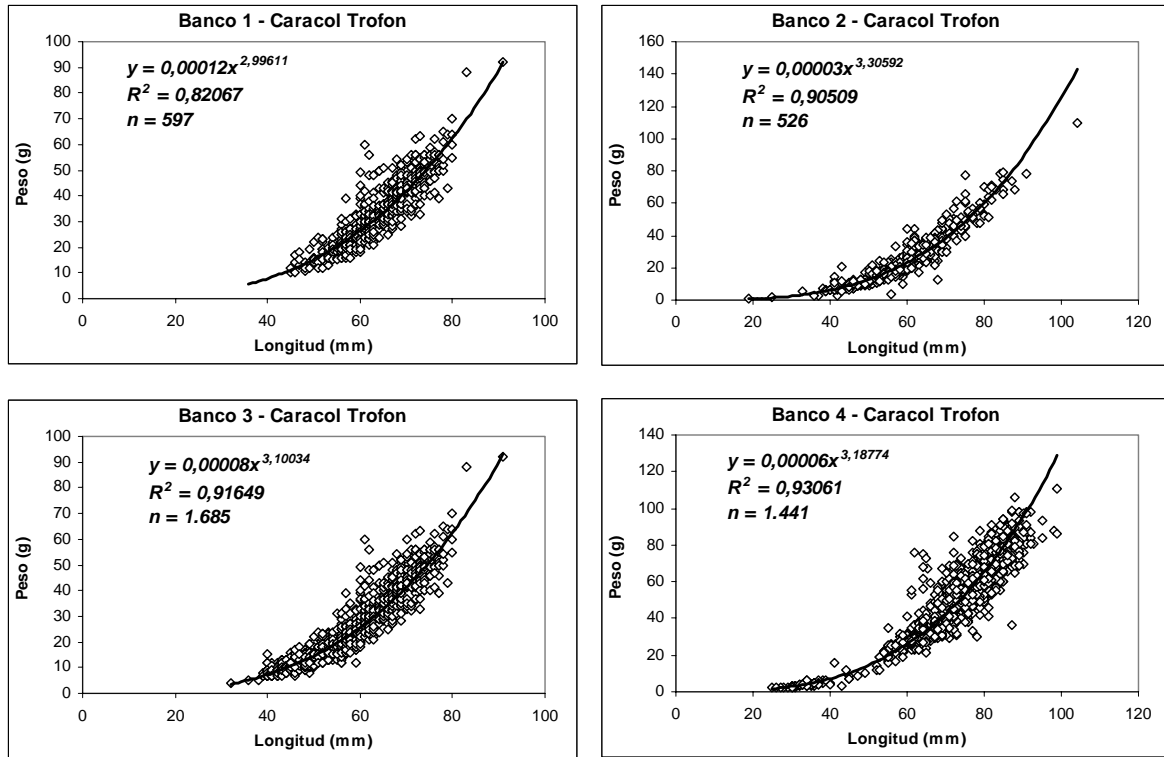 Banco 1 - Caracol Trofon
y = 0,00012x^2,99611
R² = 0,82067
n = 597
Peso (g)
100
90
80
70
60
50
40
30
20
10
0
0 20 40 60 80 100
Longitud (mm)
Banco 2 - Caracol Trofon
y = 0,00003x^3,30592
R² = 0,90509
n = 526
Peso (g)
160
140
120
100
80
60
40
20
0
0 20 40 60 80 100 120
Longitud (mm)
Banco 3 - Caracol Trofon
y = 0,00008x^3,10034
R² = 0,91649
n = 1.685
Peso (g)
100
90
80
70
60
50
40
30
20
10
0
0 20 40 60 80 100
Longitud (mm)
Banco 4 - Caracol Trofon
y = 0,00006x^3,18774
R² = 0,93061
n = 1.441
Peso (g)
140
120
100
80
60
40
20
0
0 20 40 60 80 100 120
Longitud (mm)